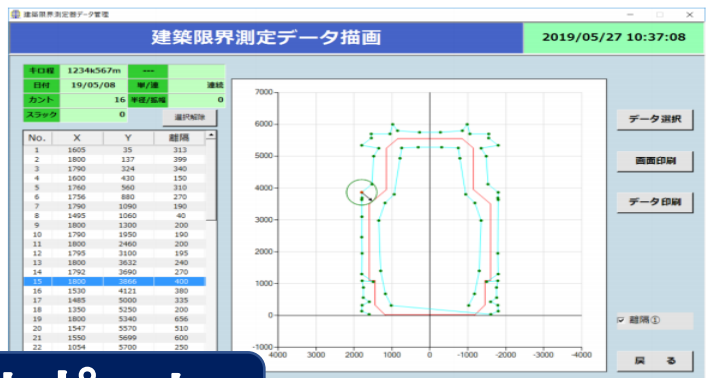 建築限界測定器データ管理
建築限界測定データ描画
2019/05/27 10:37:08
キロ程 1234k567m ---
日付 19/05/08 単/連 連続
カント 16 半径/拡幅 0
スラック 0 選択解除
No. X Y 離隔
1 1605 35 313
2 1800 137 399
3 1790 324 340
4 1600 430 150
5 1760 560 310
6 1756 880 270
7 1790 1090 190
8 1495 1060 40
9 1800 1300 200
10 1790 1950 190
11 1800 2460 200
12 1795 3100 195
13 1800 3632 240
14 1792 3690 270
15 1800 3866 400
16 1530 4121 380
17 1485 5000 335
18 1350 5250 200
19 1800 5340 656
20 1547 5570 510
21 1550 5699 600
22 1054 5700 250
7000
6000
5000
4000
3000
2000
1000
0
-1000
4000 3000 2000 1000 0 -1000 -2000 -3000 -4000
データ選択
画面印刷
データ印刷
離隔①
戻 る